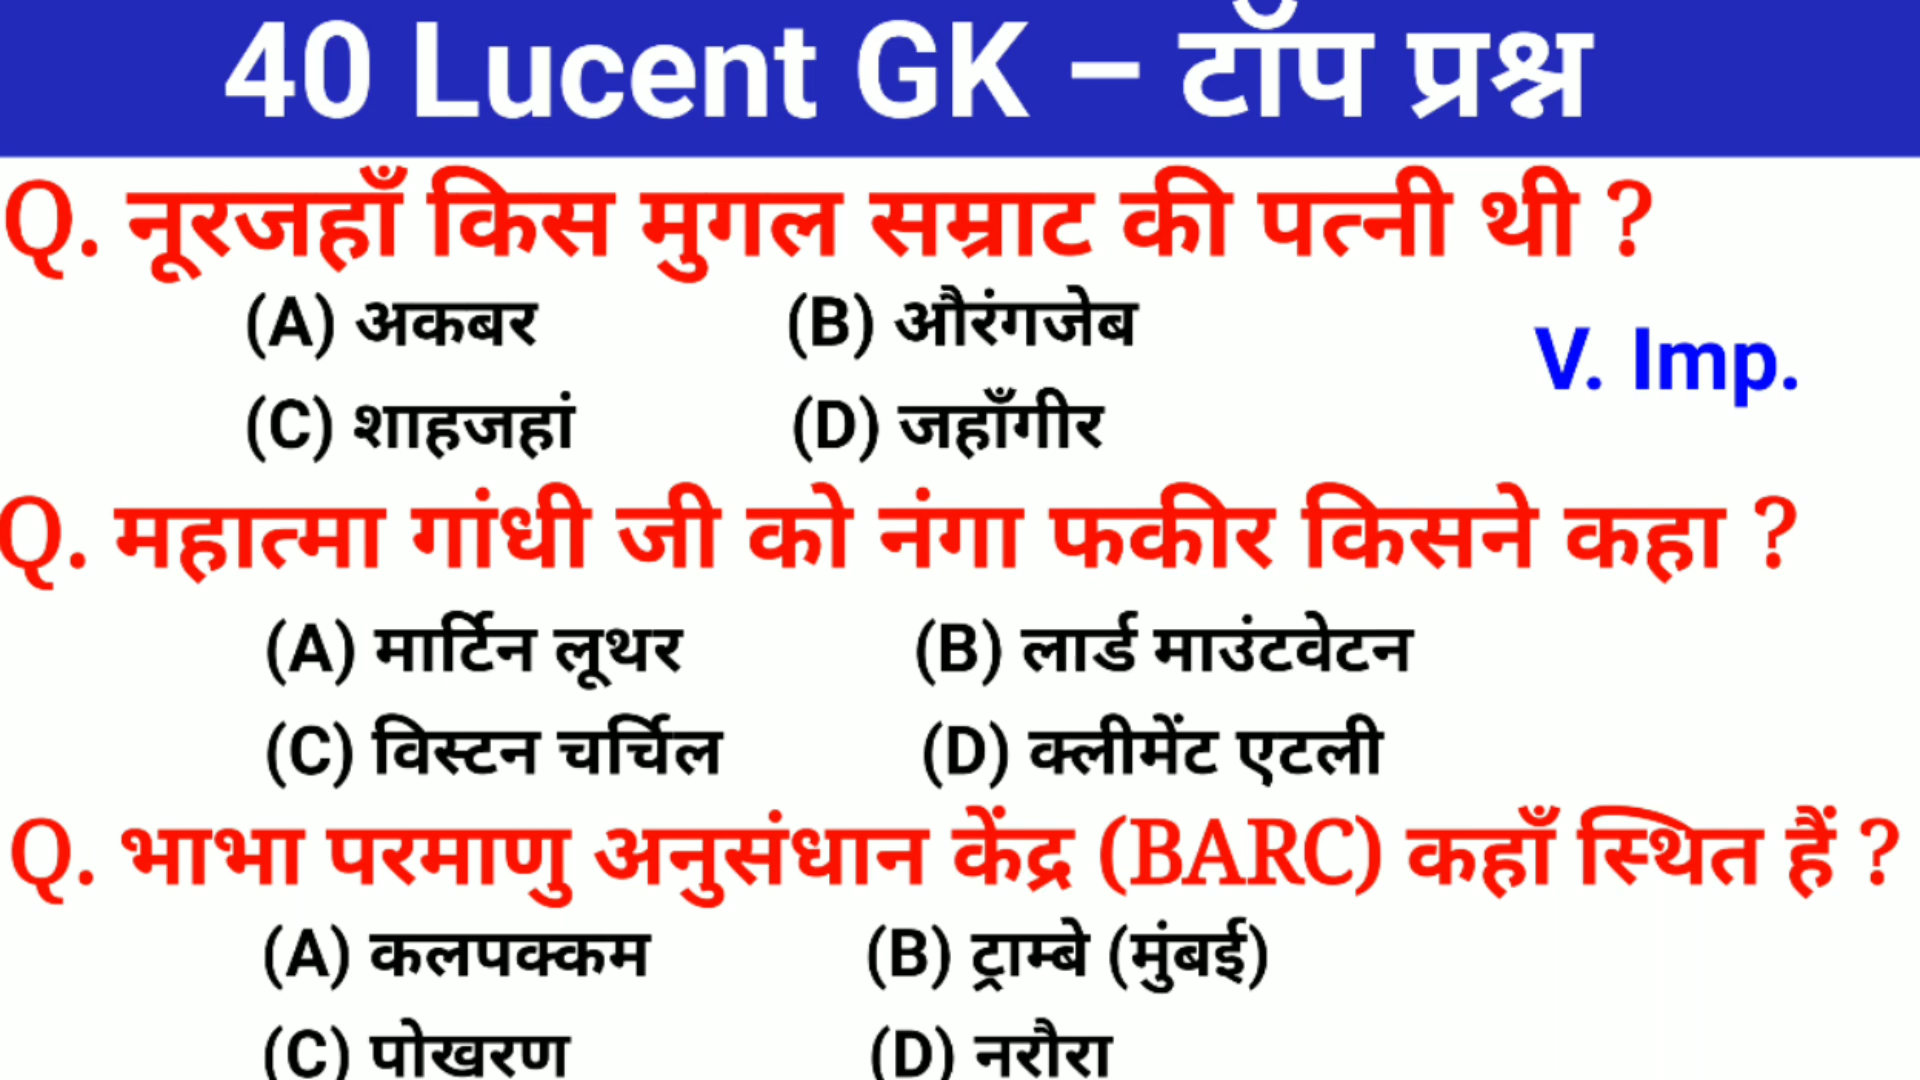 40 Lucent GK – टॉप प्रश्न
Q. नूरजहाँ किस मुगल सम्राट की पत्नी थी ?
(A) अकबर (B) औरंगजेब
V. Imp.
(C) शाहजहां (D) जहाँगीर
Q. महात्मा गांधी जी को नंगा फकीर किसने कहा ?
(A) मार्टिन लूथर (B) लार्ड माउंटवेटन
(C) विस्टन चर्चिल (D) क्लीमेंट एटली
Q. भाभा परमाणु अनुसंधान केंद्र (BARC) कहाँ स्थित हैं ?
(A) कलपक्कम (B) ट्राम्बे (मुंबई)
(C) पोखरण (D) नरौरा